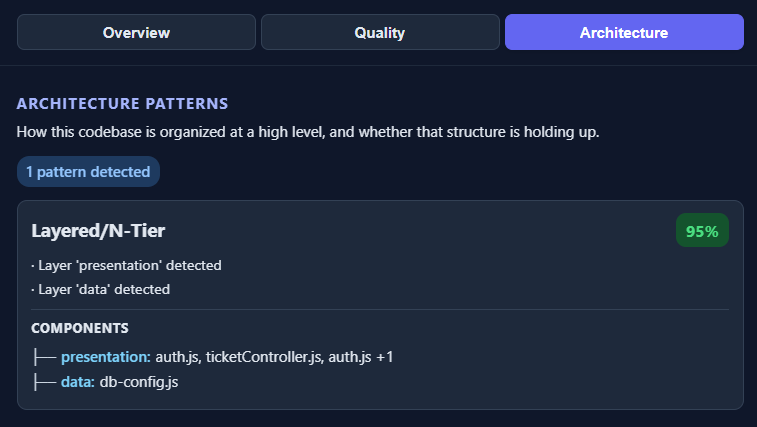 Overview
Quality
Architecture
ARCHITECTURE PATTERNS
How this codebase is organized at a high level, and whether that structure is holding up.
1 pattern detected
Layered/N-Tier
95%
· Layer 'presentation' detected
· Layer 'data' detected
COMPONENTS
├── presentation: auth.js, ticketController.js, auth.js +1
├── data: db-config.js